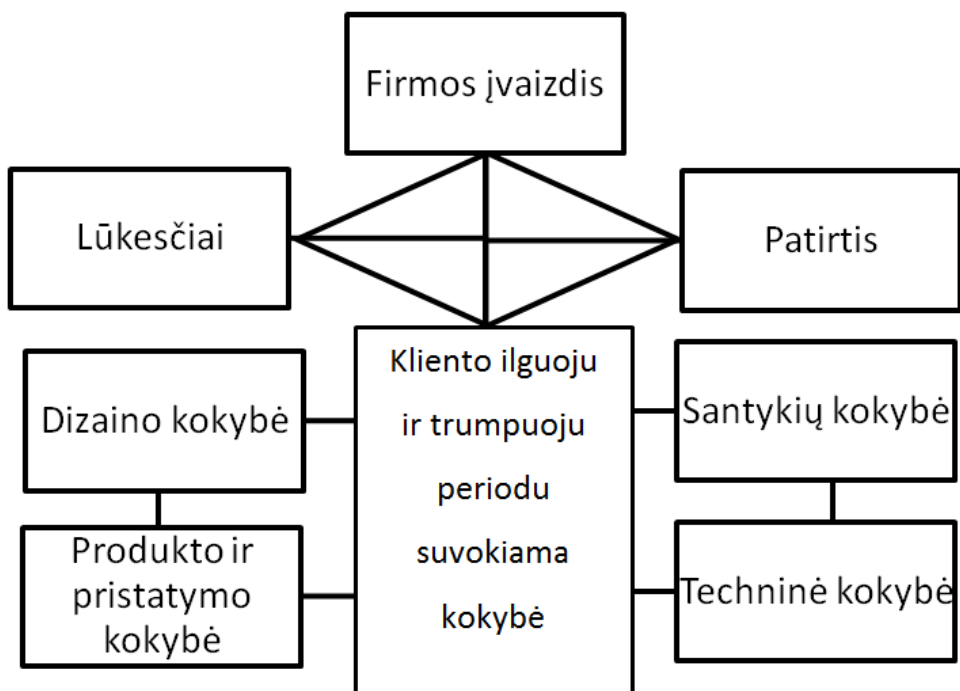 Firmos įvaizdis
Lūkesčiai
Patirtis
Kliento ilguoju
ir trumpuoju
periodu
suvokiama
kokybė
Dizaino kokybė
Produkto ir
pristatymo
kokybė
Santykių kokybė
Techninė kokybė